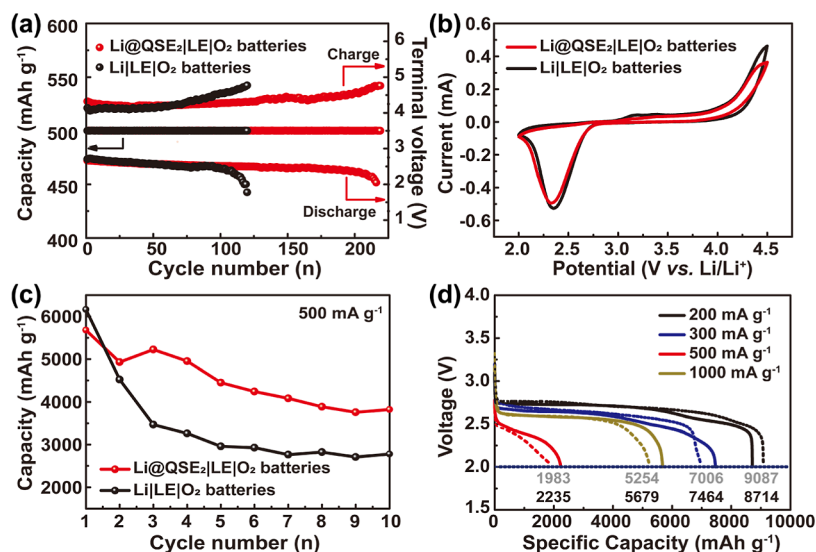 (a)
Li@QSE₂|LE|O₂ batteries
Li|LE|O₂ batteries
Charge
Discharge
Capacity (mAh g⁻¹)
600
550
500
450
400
Terminal voltage (V)
6
5
4
3
2
1
0 50 100 150 200
Cycle number (n)
(b)
Li@QSE₂|LE|O₂ batteries
Li|LE|O₂ batteries
Current (mA)
0.6
0.4
0.2
0.0
-0.2
-0.4
-0.6
2.0 2.5 3.0 3.5 4.0 4.5
Potential (V vs. Li/Li⁺)
(c)
500 mA g⁻¹
Capacity (mAh g⁻¹)
6000
5000
4000
3000
2000
Li@QSE₂|LE|O₂ batteries
Li|LE|O₂ batteries
1 2 3 4 5 6 7 8 9 10
Cycle number (n)
(d)
200 mA g⁻¹
300 mA g⁻¹
500 mA g⁻¹
1000 mA g⁻¹
Voltage (V)
4.0
3.5
3.0
2.5
2.0
1.5
1983 5254 7006 9087
2235 5679 7464 8714
0 2000 4000 6000 8000 10000
Specific Capacity (mAh g⁻¹)